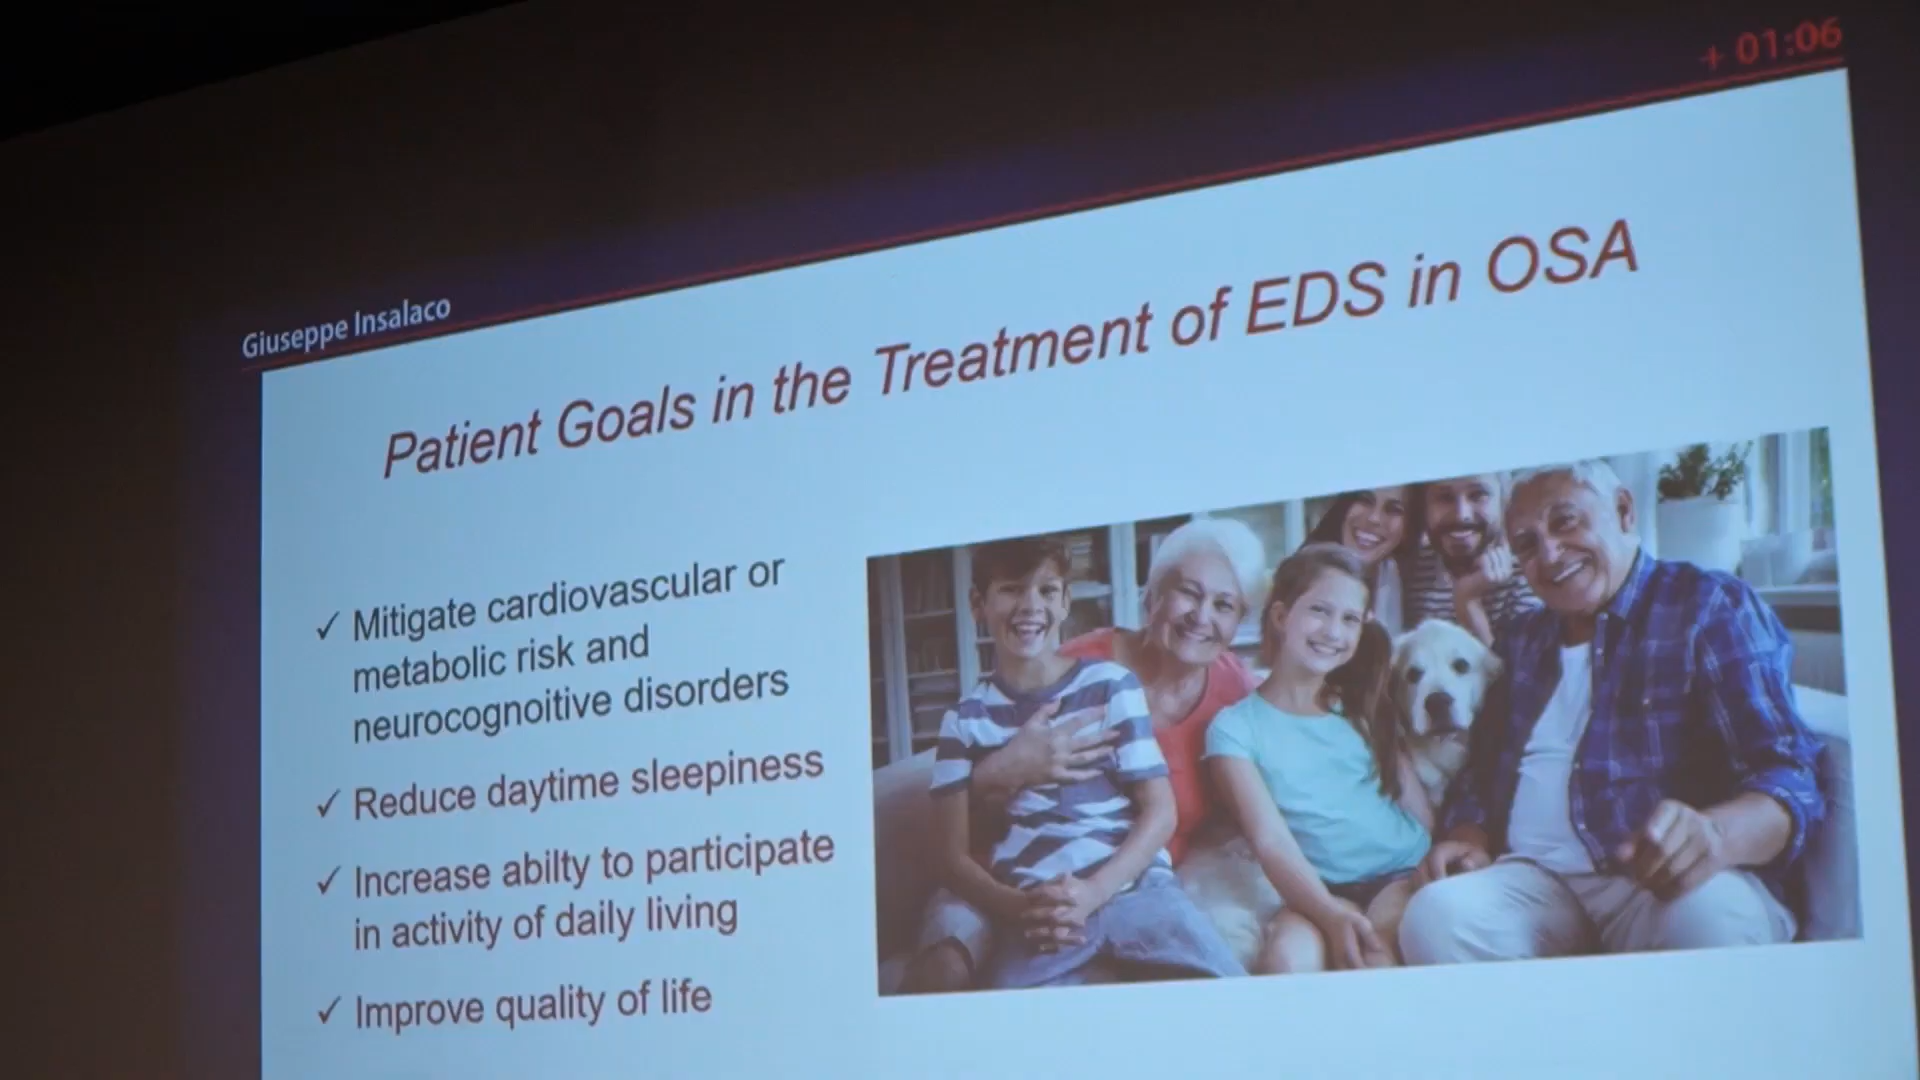 + 01:06
Giuseppe Insalaco
Patient Goals in the Treatment of EDS in OSA
✓ Mitigate cardiovascular or
metabolic risk and
neurocognoitive disorders
✓ Reduce daytime sleepiness
✓ Increase abilty to participate
in activity of daily living
✓ Improve quality of life